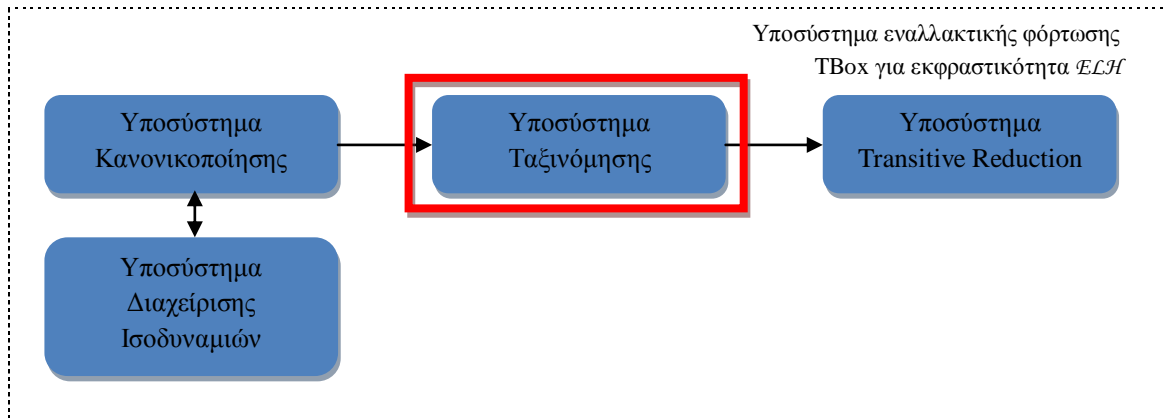 Υποσύστημα εναλλακτικής φόρτωσης
TBox για εκφραστικότητα ℰℒℋ
Υποσύστημα
Κανονικοποίησης
Υποσύστημα
Ταξινόμησης
Υποσύστημα
Transitive Reduction
Υποσύστημα
Διαχείρισης
Ισοδυναμιών